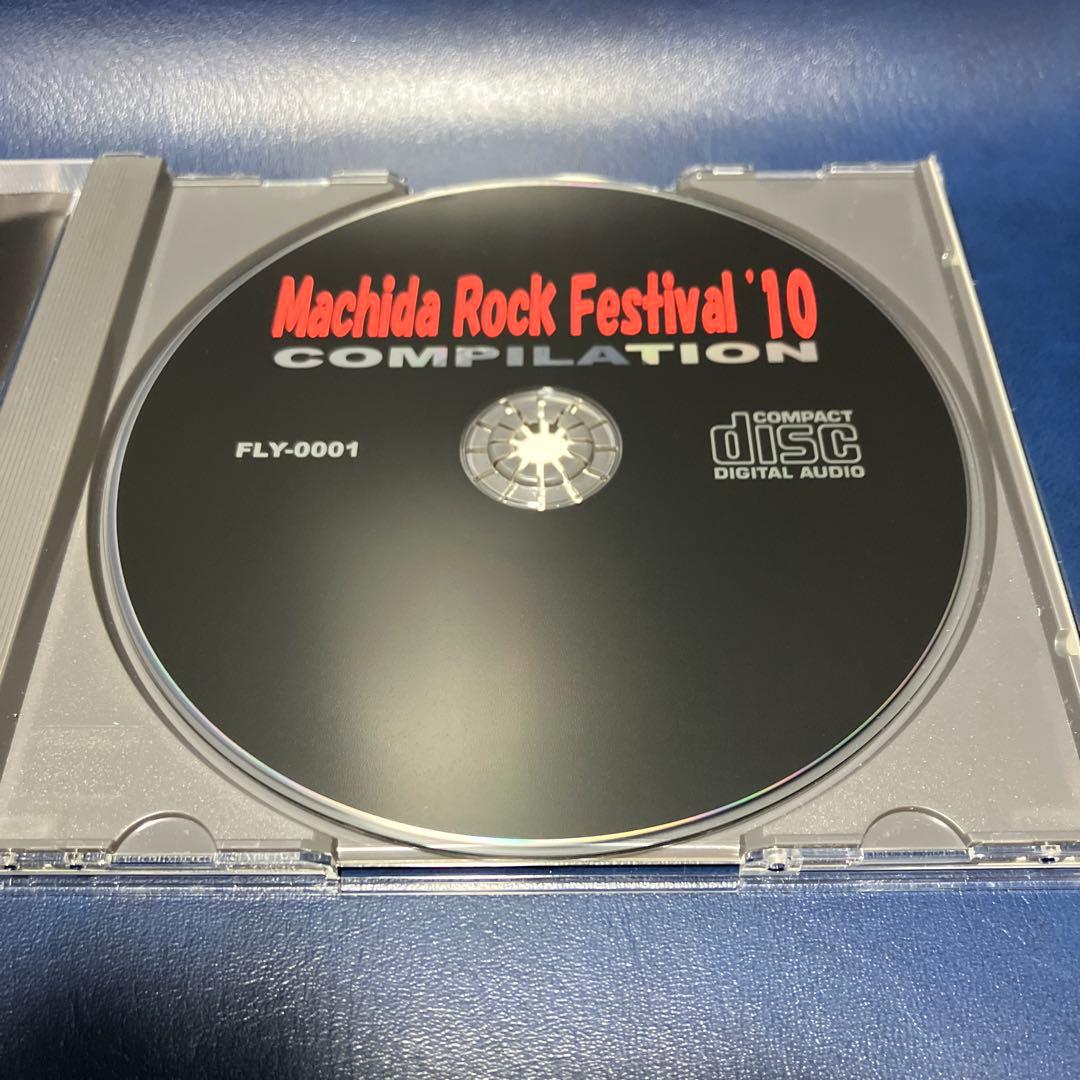 Machida Rock Festival '10
COMPILATION
FLY-0001
COMPACT
disc
DIGITAL AUDIO